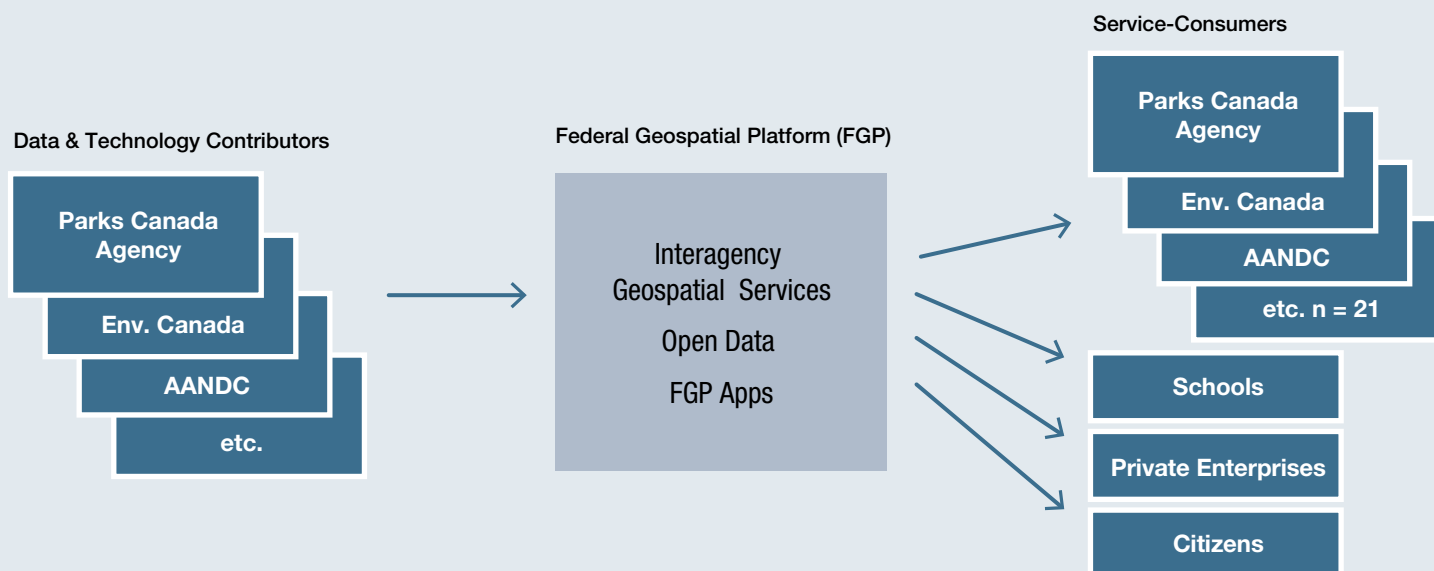 Data & Technology Contributors
Parks Canada
Agency
Env. Canada
AANDC
etc.
Federal Geospatial Platform (FGP)
Interagency
Geospatial Services
Open Data
FGP Apps
Service-Consumers
Parks Canada
Agency
Env. Canada
AANDC
etc. n = 21
Schools
Private Enterprises
Citizens